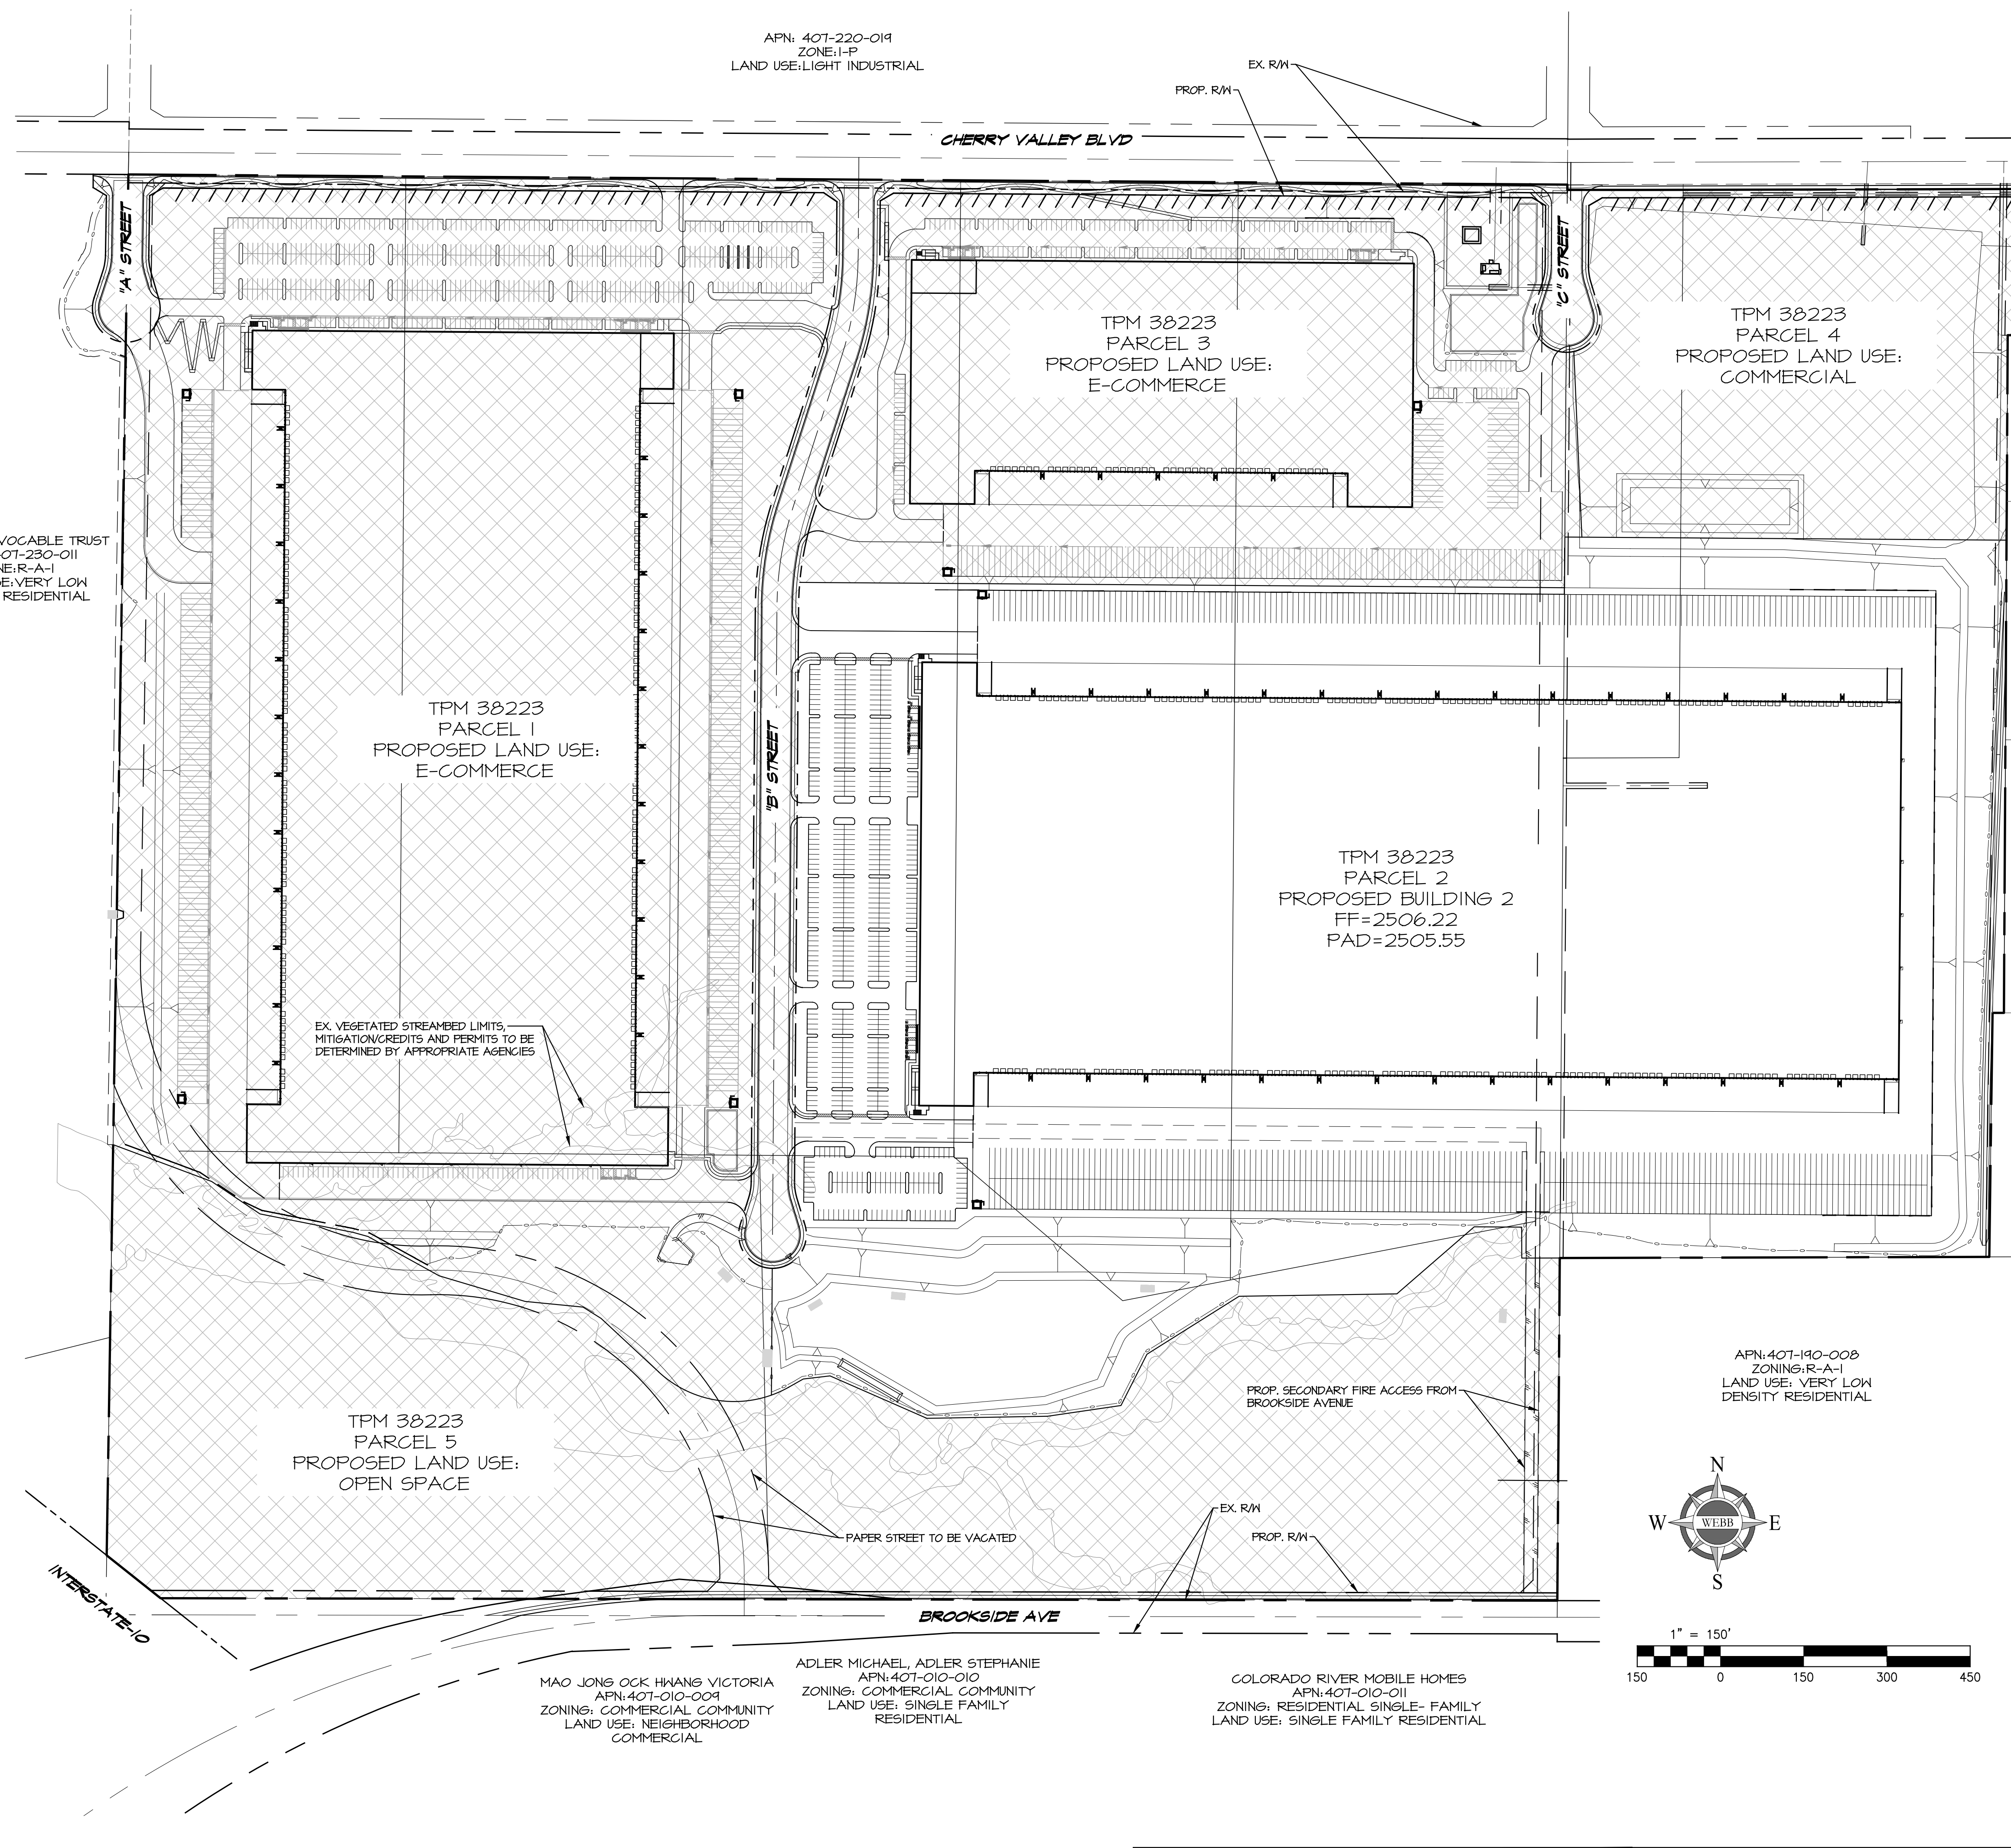 APN: 407-220-019
ZONE:I-P
LAND USE:LIGHT INDUSTRIAL
EX. R/W
PROP. R/W
CHERRY VALLEY BLVD
"A" STREET
"C" STREET
TPM 38223
PARCEL 3
PROPOSED LAND USE:
E-COMMERCE
TPM 38223
PARCEL 4
PROPOSED LAND USE:
COMMERCIAL
VOCABLE TRUST
07-230-011
NE:R-A-1
E:VERY LOW
RESIDENTIAL
TPM 38223
PARCEL 1
PROPOSED LAND USE:
E-COMMERCE
"B" STREET
TPM 38223
PARCEL 2
PROPOSED BUILDING 2
FF=2506.22
PAD=2505.55
EX. VEGETATED STREAMBED LIMITS,
MITIGATION/CREDITS AND PERMITS TO BE
DETERMINED BY APPROPRIATE AGENCIES
APN:407-190-008
ZONING:R-A-1
LAND USE: VERY LOW
DENSITY RESIDENTIAL
PROP. SECONDARY FIRE ACCESS FROM
BROOKSIDE AVENUE
TPM 38223
PARCEL 5
PROPOSED LAND USE:
OPEN SPACE
N
W
WEBB
E
S
EX. R/W
PROP. R/W
PAPER STREET TO BE VACATED
INTERSTATE-10
BROOKSIDE AVE
1" = 150'
150 0 150 300 450
MAO JONG OCK HWANG VICTORIA
APN:407-010-009
ZONING: COMMERCIAL COMMUNITY
LAND USE: NEIGHBORHOOD
COMMERCIAL
ADLER MICHAEL, ADLER STEPHANIE
APN:407-010-010
ZONING: COMMERCIAL COMMUNITY
LAND USE: SINGLE FAMILY
RESIDENTIAL
COLORADO RIVER MOBILE HOMES
APN:407-010-011
ZONING: RESIDENTIAL SINGLE- FAMILY
LAND USE: SINGLE FAMILY RESIDENTIAL